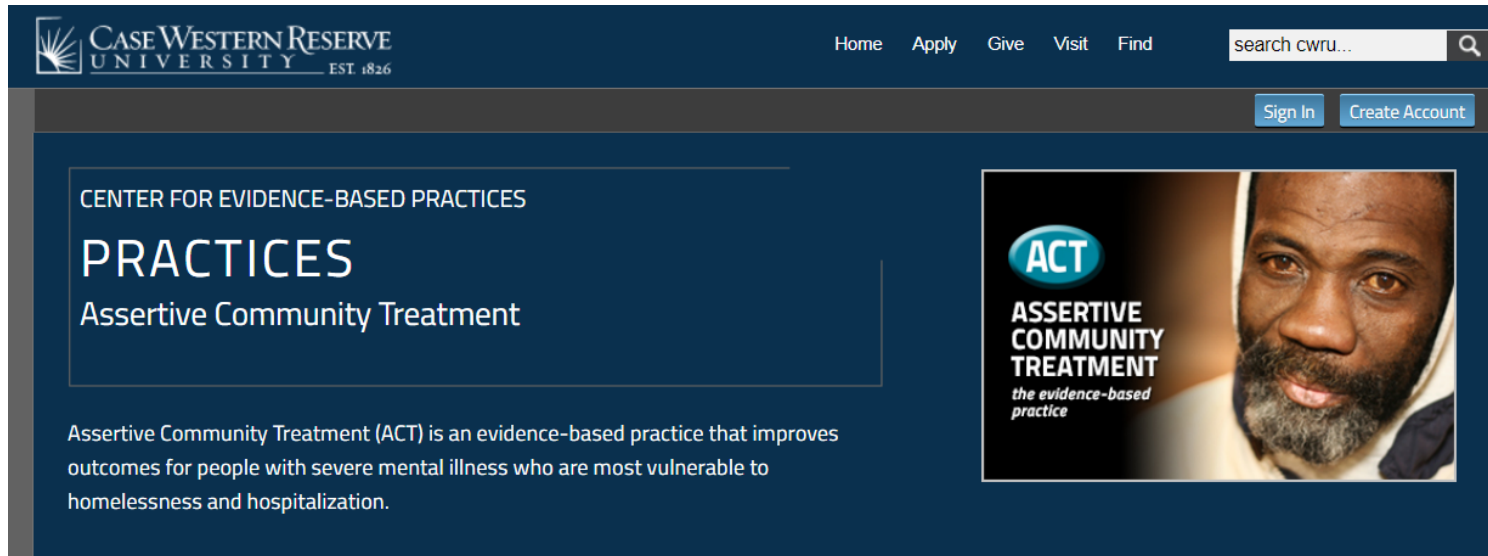 CASE WESTERN RESERVE
UNIVERSITY EST. 1826
Home Apply Give Visit Find
search cwru...
Sign In Create Account
CENTER FOR EVIDENCE-BASED PRACTICES
PRACTICES
Assertive Community Treatment
Assertive Community Treatment (ACT) is an evidence-based practice that improves
outcomes for people with severe mental illness who are most vulnerable to
homelessness and hospitalization.
ACT
ASSERTIVE
COMMUNITY
TREATMENT
the evidence-based
practice